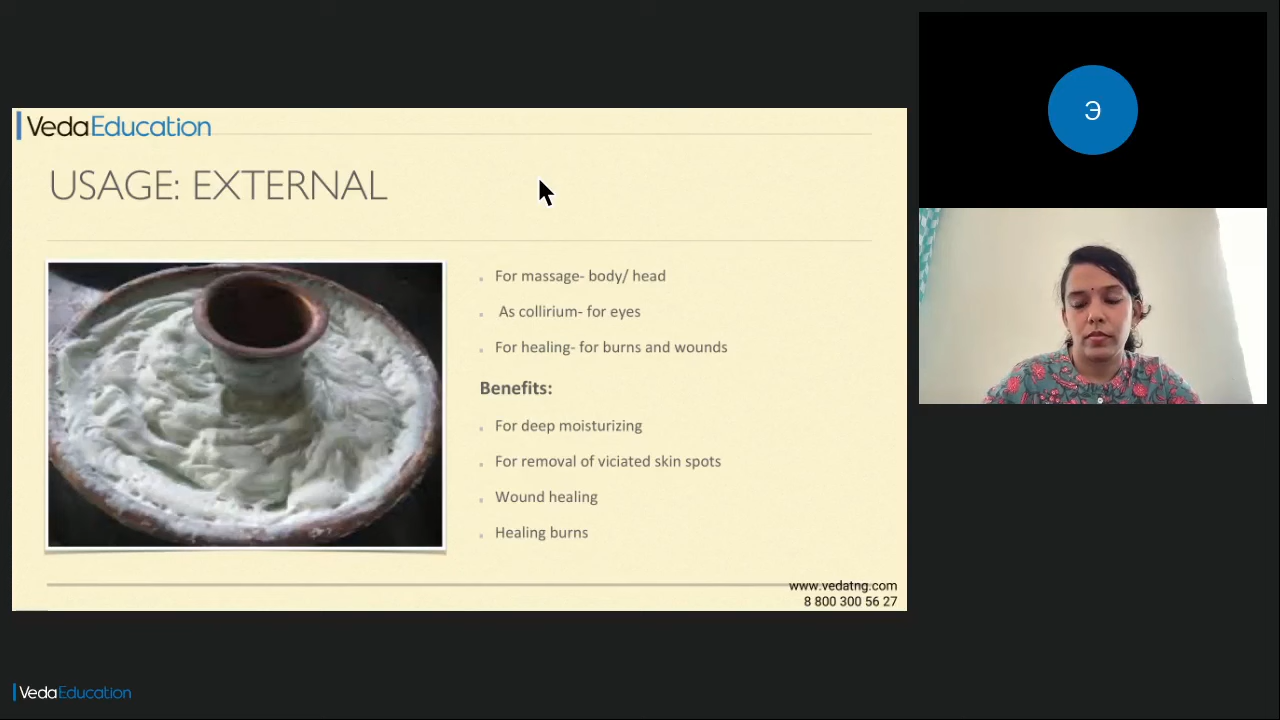 VedaEducation
USAGE: EXTERNAL
For massage- body/ head
As collirium- for eyes
For healing- for burns and wounds
Benefits:
For deep moisturizing
For removal of viciated skin spots
Wound healing
Healing burns
www.vedatng.com
8 800 300 56 27
Э
VedaEducation